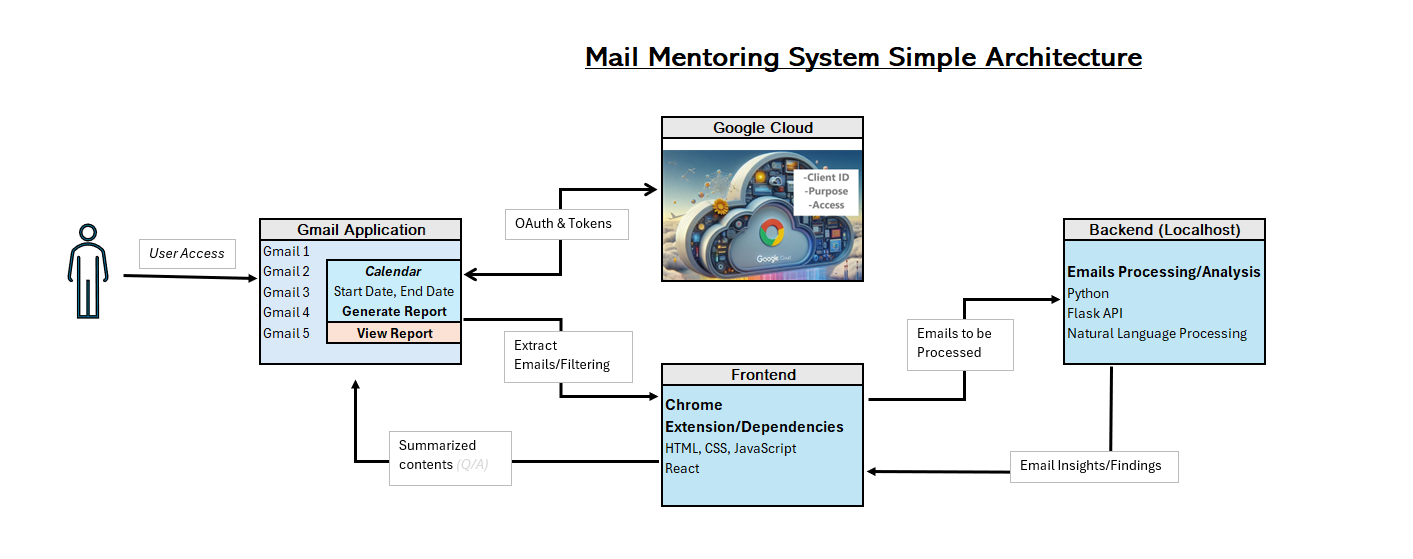 Mail Mentoring System Simple Architecture
Google Cloud
-Client ID
-Purpose
-Access
Google Cloud
OAuth & Tokens
User Access
Gmail Application
Gmail 1
Gmail 2
Gmail 3
Gmail 4
Gmail 5
Calendar
Start Date, End Date
Generate Report
View Report
Extract
Emails/Filtering
Frontend
Chrome
Extension/Dependencies
HTML, CSS, JavaScript
React
Emails to be
Processed
Backend (Localhost)
Emails Processing/Analysis
Python
Flask API
Natural Language Processing
Email Insights/Findings
Summarized
contents (Q/A)